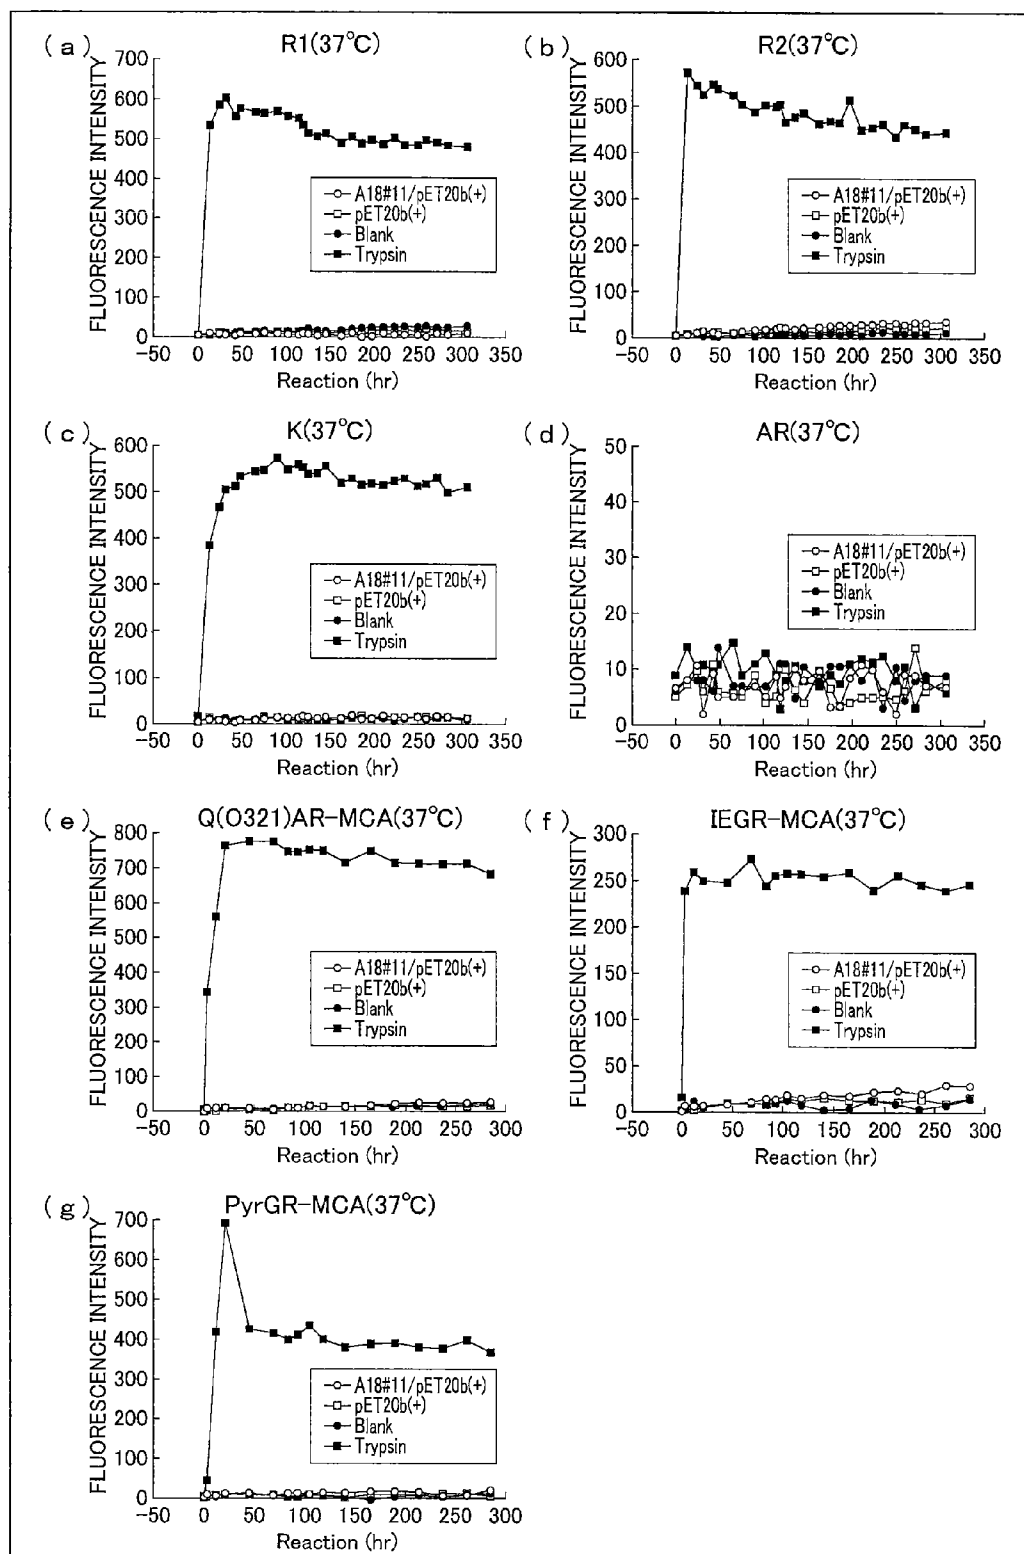 (a) R1(37°C)
FLUORESCENCE INTENSITY
700
600
500
400
300
200
100
0
-50 0 50 100 150 200 250 300 350
Reaction (hr)
A18#11/pET20b(+)
pET20b(+)
Blank
Trypsin
(b) R2(37°C)
FLUORESCENCE INTENSITY
600
500
400
300
200
100
0
-50 0 50 100 150 200 250 300 350
Reaction (hr)
A18#11/pET20b(+)
pET20b(+)
Blank
Trypsin
(c) K(37°C)
FLUORESCENCE INTENSITY
600
500
400
300
200
100
0
-50 0 50 100 150 200 250 300 350
Reaction (hr)
A18#11/pET20b(+)
pET20b(+)
Blank
Trypsin
(d) AR(37°C)
FLUORESCENCE INTENSITY
50
40
30
20
10
0
-50 0 50 100 150 200 250 300 350
Reaction (hr)
A18#11/pET20b(+)
pET20b(+)
Blank
Trypsin
(e) Q(O321)AR-MCA(37°C)
FLUORESCENCE INTENSITY
800
700
600
500
400
300
200
100
0
-50 0 50 100 150 200 250 300
Reaction (hr)
A18#11/pET20b(+)
pET20b(+)
Blank
Trypsin
(f) IEGR-MCA(37°C)
FLUORESCENCE INTENSITY
300
250
200
150
100
50
0
-50 0 50 100 150 200 250 300
Reaction (hr)
A18#11/pET20b(+)
pET20b(+)
Blank
Trypsin
(g) PyrGR-MCA(37°C)
FLUORESCENCE INTENSITY
700
600
500
400
300
200
100
0
-50 0 50 100 150 200 250 300
Reaction (hr)
A18#11/pET20b(+)
pET20b(+)
Blank
Trypsin